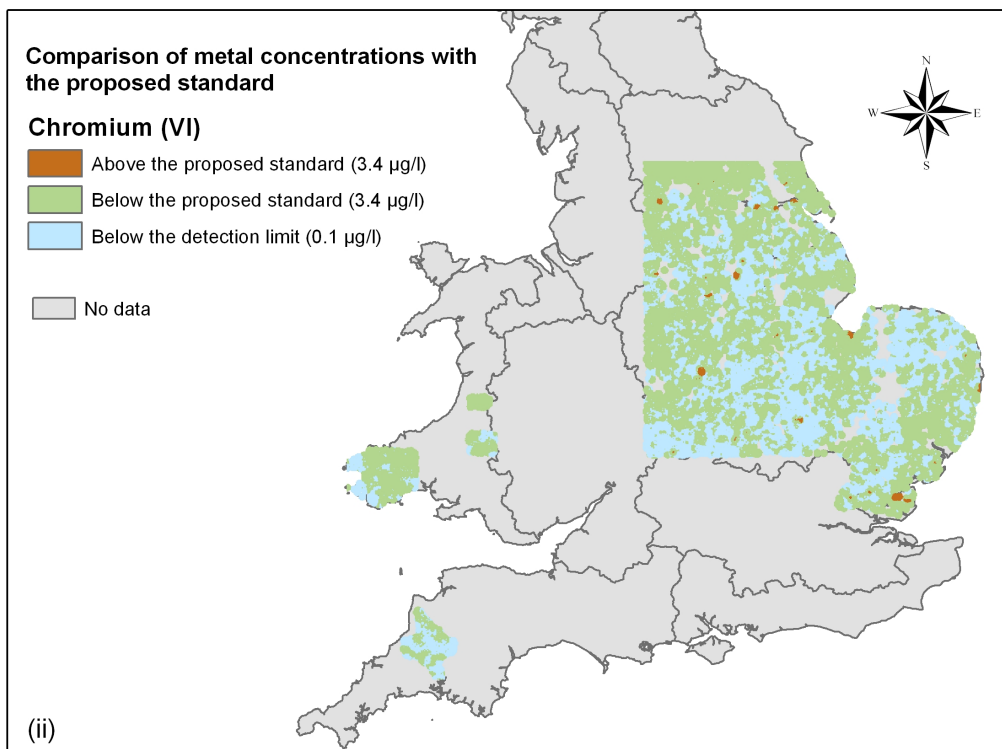 Comparison of metal concentrations with
the proposed standard
Chromium (VI)
Above the proposed standard (3.4 µg/l)
Below the proposed standard (3.4 µg/l)
Below the detection limit (0.1 µg/l)
No data
N
W
E
S
(ii)